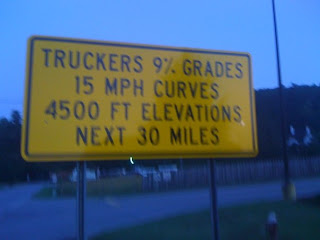 TRUCKERS 9% GRADES
15 MPH CURVES
4500 FT ELEVATIONS
NEXT 30 MILES